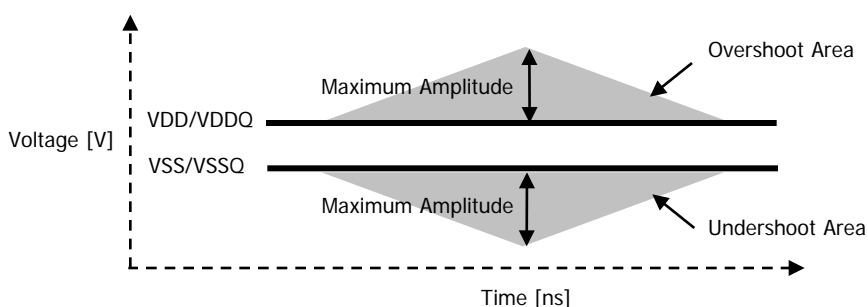 Overshoot Area
Maximum Amplitude
VDD/VDDQ
Voltage [V]
VSS/VSSQ
Maximum Amplitude
Undershoot Area
Time [ns]